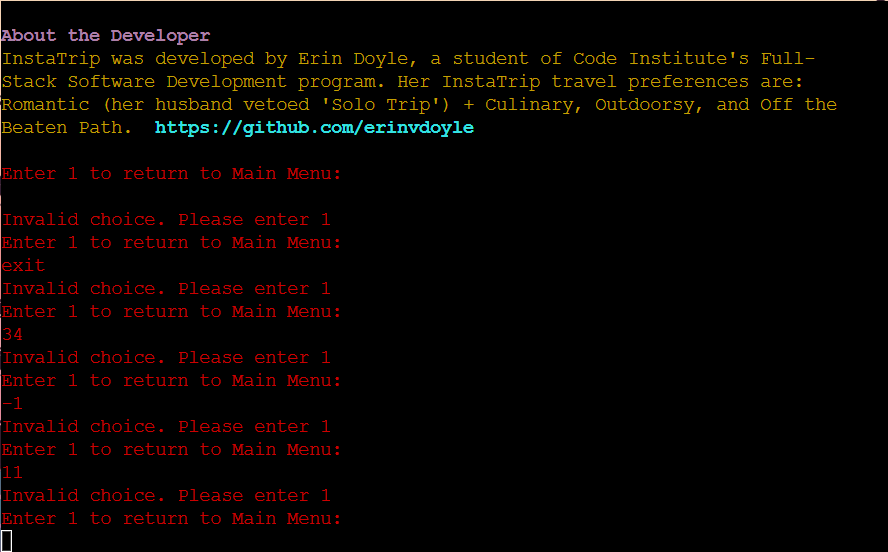 About the Developer
InstaTrip was developed by Erin Doyle, a student of Code Institute's Full-
Stack Software Development program. Her InstaTrip travel preferences are:
Romantic (her husband vetoed 'Solo Trip') + Culinary, Outdoorsy, and Off the
Beaten Path.  https://github.com/erinvdoyle
Enter 1 to return to Main Menu:
Invalid choice. Please enter 1
Enter 1 to return to Main Menu:
exit
Invalid choice. Please enter 1
Enter 1 to return to Main Menu:
34
Invalid choice. Please enter 1
Enter 1 to return to Main Menu:
-1
Invalid choice. Please enter 1
Enter 1 to return to Main Menu:
11
Invalid choice. Please enter 1
Enter 1 to return to Main Menu: